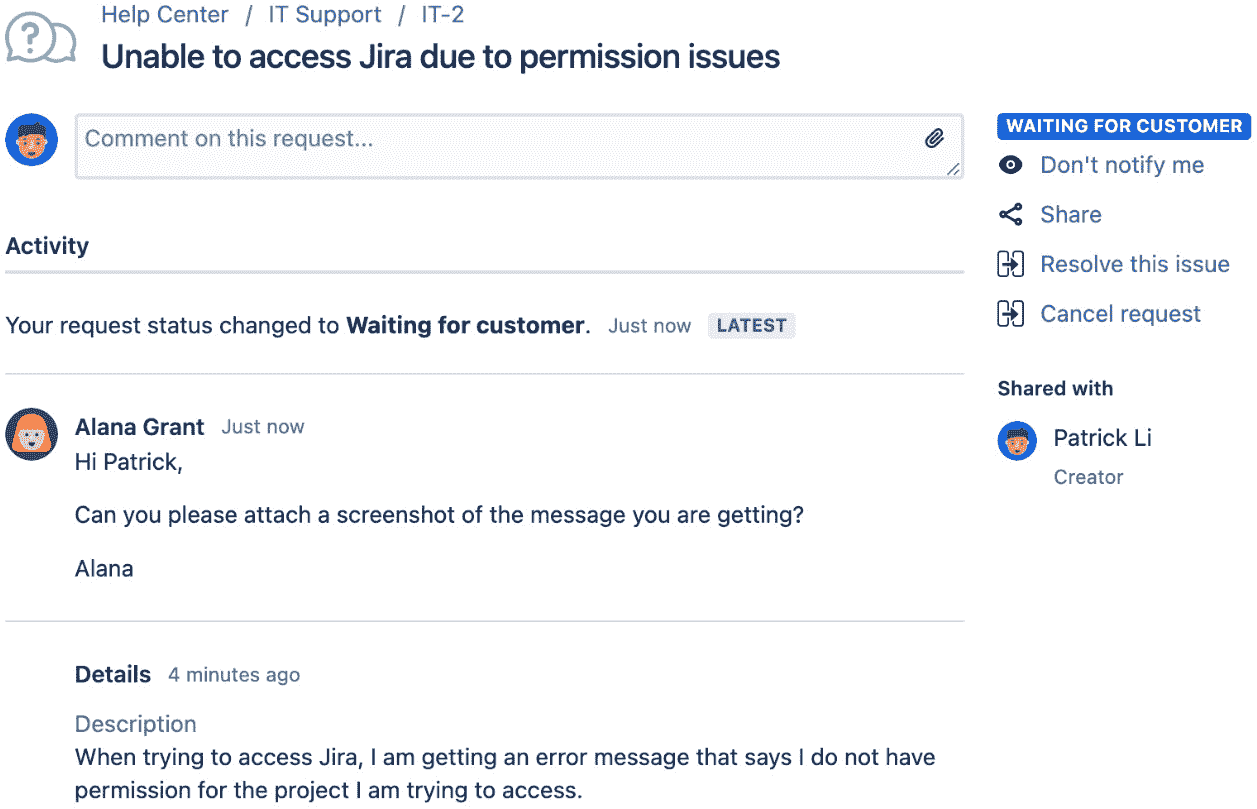 Help Center / IT Support / IT-2
Unable to access Jira due to permission issues
Comment on this request...
WAITING FOR CUSTOMER
Don't notify me
Share
Resolve this issue
Cancel request
Shared with
Patrick Li
Creator
Activity
Your request status changed to Waiting for customer. Just now LATEST
Alana Grant Just now
Hi Patrick,
Can you please attach a screenshot of the message you are getting?
Alana
Details 4 minutes ago
Description
When trying to access Jira, I am getting an error message that says I do not have
permission for the project I am trying to access.